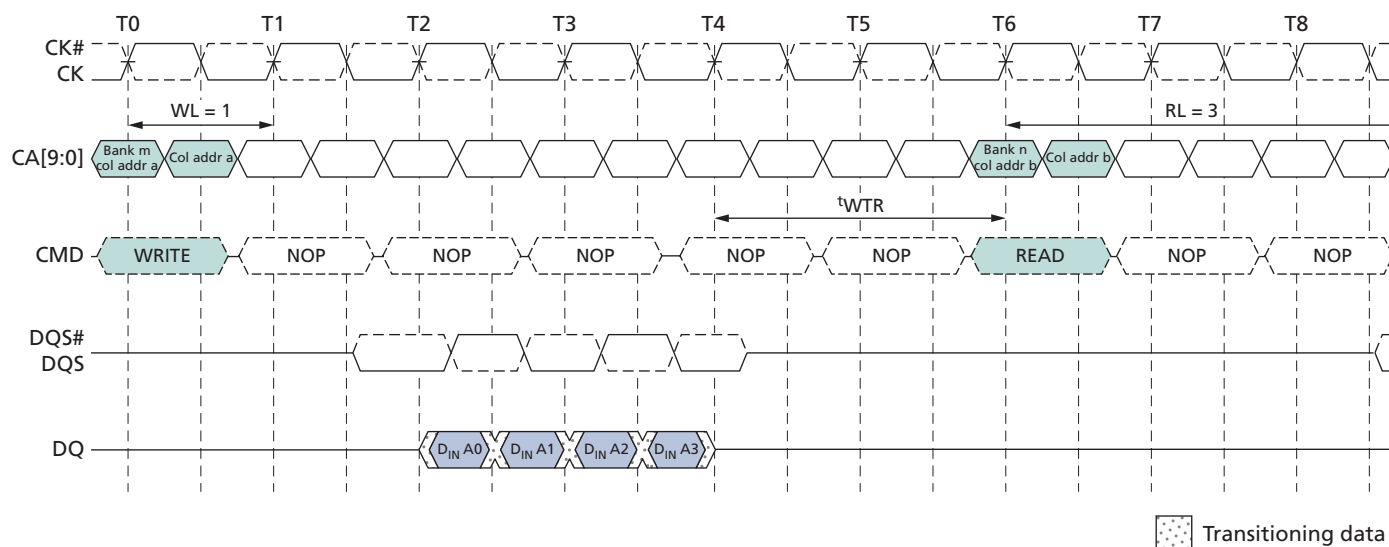 T0 T1 T2 T3 T4 T5 T6 T7 T8
CK#
CK
WL = 1 RL = 3
CA[9:0] Bank m col addr a Col addr a Bank n col addr b Col addr b
tWTR
CMD WRITE NOP NOP NOP NOP NOP READ NOP NOP
DQS#
DQS
DQ DIN A0 DIN A1 DIN A2 DIN A3
Transitioning data